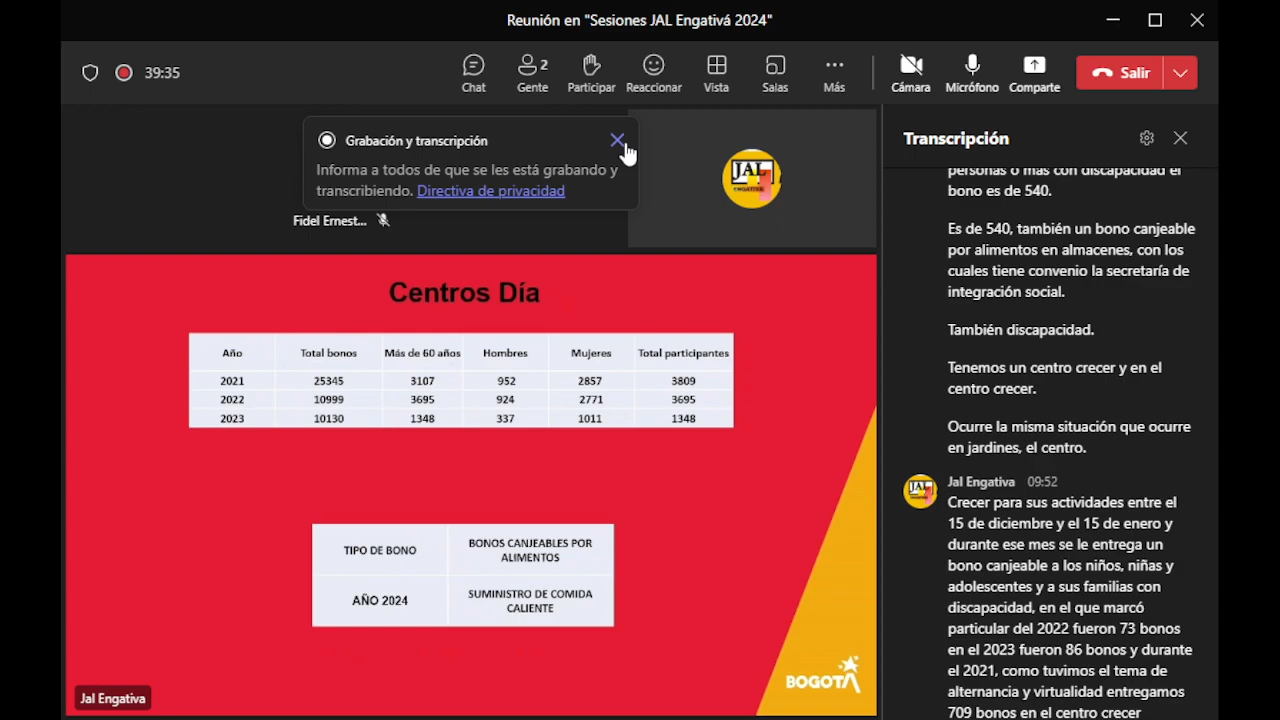 Reunión en "Sesiones JAL Engativá 2024"
39:35
Chat
Gente 2
Participar
Reaccionar
Vista
Salas
Más
Cámara
Micrófono
Comparte
Salir
Grabación y transcripción
Informa a todos de que se les está grabando y
transcribiendo. Directiva de privacidad
Fidel Ernest...
JAL
ENGATIVÁ
Centros Día
Año Total bonos Más de 60 años Hombres Mujeres Total participantes
2021 25345 3107 952 2857 3809
2022 10999 3695 924 2771 3695
2023 10130 1348 337 1011 1348
TIPO DE BONO
BONOS CANJEABLES POR
ALIMENTOS
AÑO 2024
SUMINISTRO DE COMIDA
CALIENTE
BOGOTÁ
Jal Engativa
Transcripción
personas o más con discapacidad el
bono es de 540.
Es de 540, también un bono canjeable
por alimentos en almacenes, con los
cuales tiene convenio la secretaría de
integración social.
También discapacidad.
Tenemos un centro crecer y en el
centro crecer.
Ocurre la misma situación que ocurre
en jardines, el centro.
JAL
Jal Engativa 09:52
Crecer para sus actividades entre el
15 de diciembre y el 15 de enero y
durante ese mes se le entrega un
bono canjeable a los niños, niñas y
adolescentes y a sus familias con
discapacidad, en el que marcó
particular del 2022 fueron 73 bonos
en el 2023 fueron 86 bonos y durante
el 2021, como tuvimos el tema de
alternancia y virtualidad entregamos
709 bonos en el centro crecer